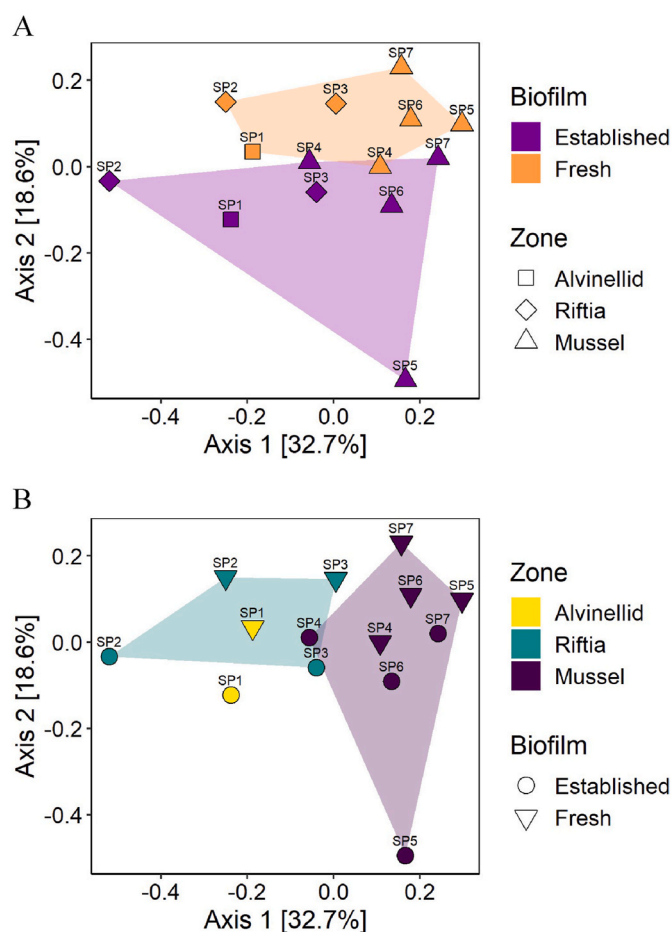 A
SP7
SP2
SP3
SP6
SP5
SP1
SP4
SP4
SP7
SP2
SP3
SP1
SP6
SP5
0.2
0.0
-0.2
-0.4
-0.4
-0.2
0.0
0.2
Axis 2 [18.6%]
Axis 1 [32.7%]
Biofilm
Established
Fresh
Zone
Alvinellid
Riftia
Mussel
B
SP7
SP2
SP3
SP6
SP5
SP1
SP4
SP4
SP7
SP2
SP3
SP6
SP1
SP5
0.2
0.0
-0.2
-0.4
-0.4
-0.2
0.0
0.2
Axis 2 [18.6%]
Axis 1 [32.7%]
Zone
Alvinellid
Riftia
Mussel
Biofilm
Established
Fresh